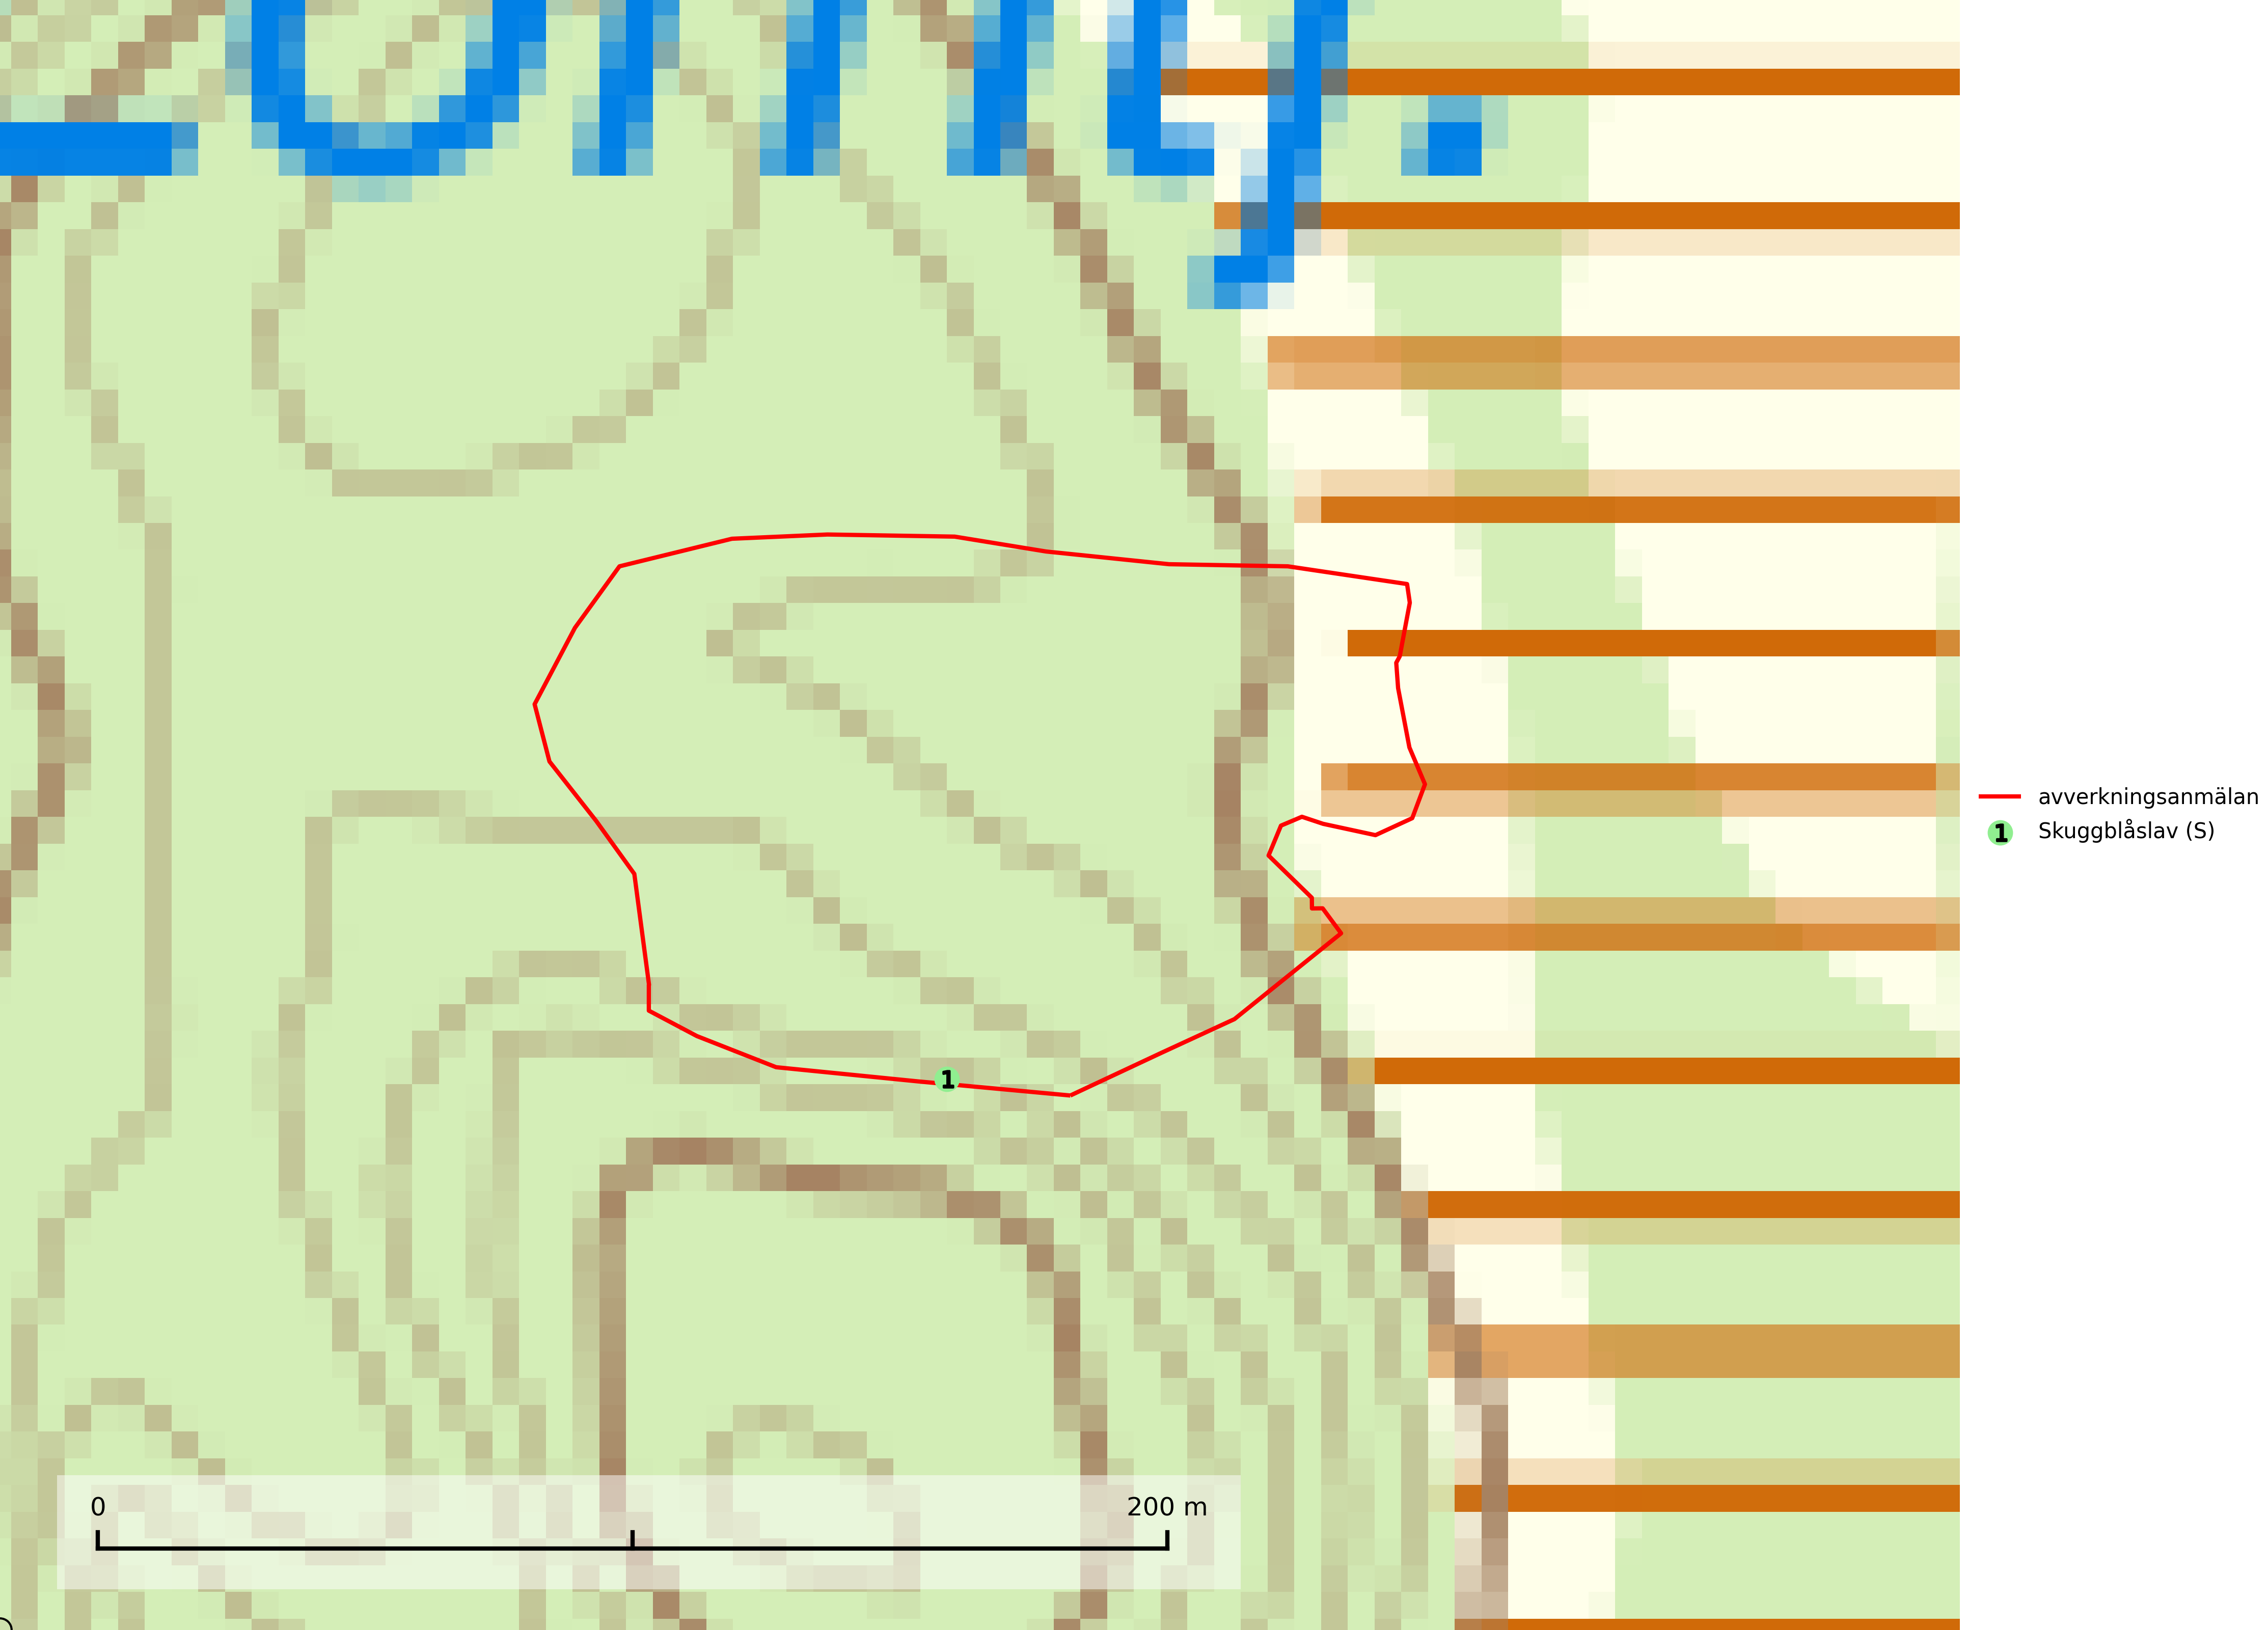 avverkningsanmälan
1 Skuggblåslav (S)
1
0 200 m